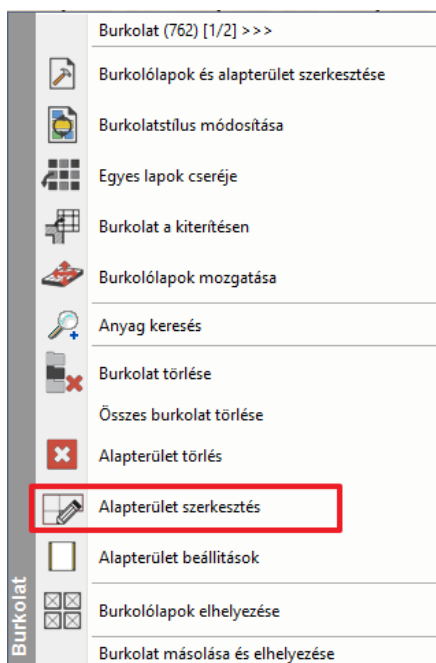 Burkolat (762) [1/2] >>>
Burkolólapok és alapterület szerkesztése
Burkolatstílus módosítása
Egyes lapok cseréje
Burkolat a kiterítésen
Burkolólapok mozgatása
Anyag keresés
Burkolat törlése
Összes burkolat törlése
Alapterület törlés
Alapterület szerkesztés
Alapterület beállítások
Burkolólapok elhelyezése
Burkolat másolása és elhelyezése
Burkolat